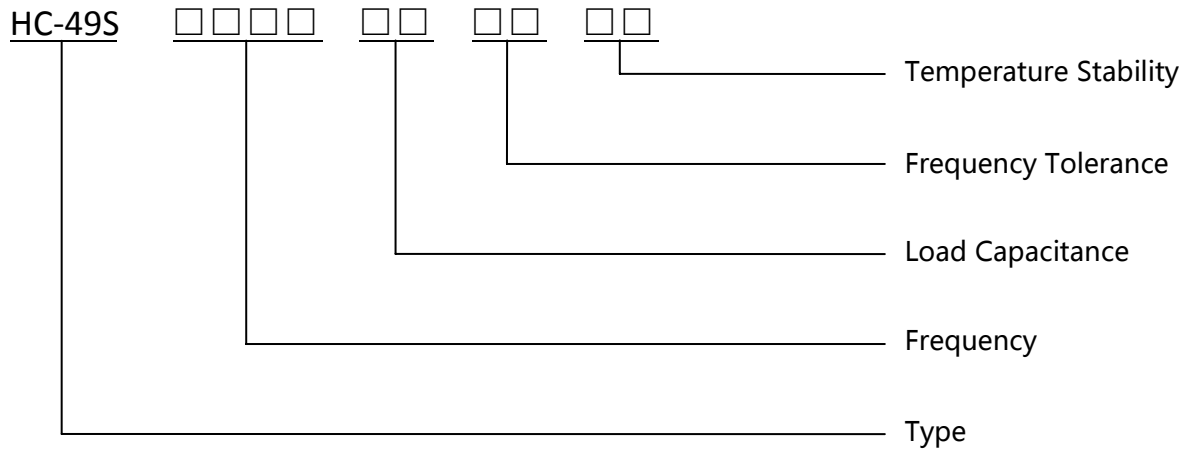 HC-49S □□□□ □□ □□ □□
Temperature Stability
Frequency Tolerance
Load Capacitance
Frequency
Type